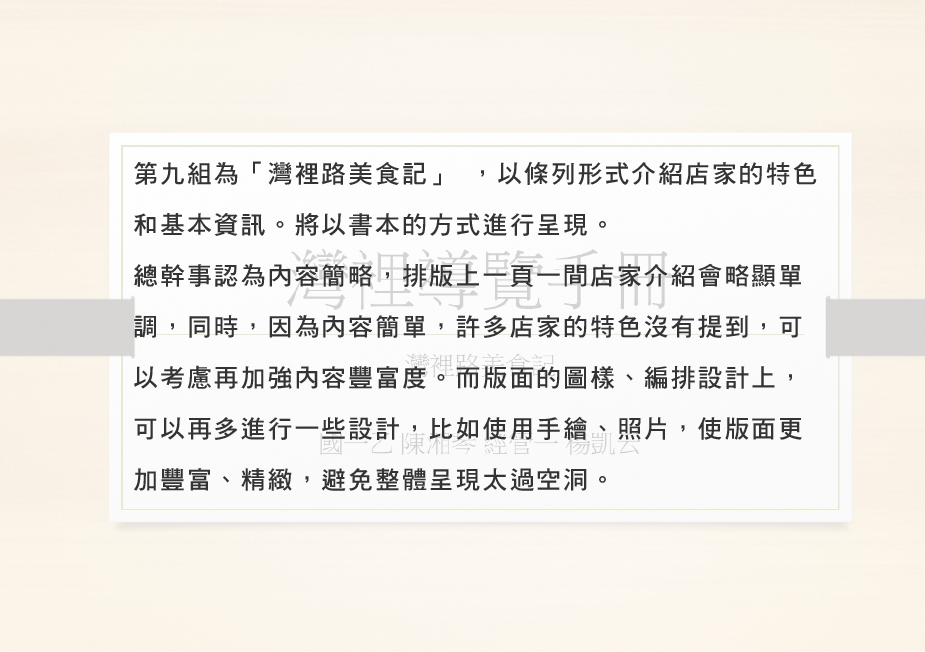 第九組為「灣裡路美食記」 ，以條列形式介紹店家的特色
和基本資訊。將以書本的方式進行呈現。
灣裡導覽手冊
總幹事認為內容簡略，排版上一頁一間店家介紹會略顯單
調，同時，因為內容簡單，許多店家的特色沒有提到，可
灣裡路美食記
以考慮再加強內容豐富度。而版面的圖樣、編排設計上，
可以再多進行一些設計，比如使用手繪、照片，使版面更
國一乙 陳湘琴 經管一 楊凱云
加豐富、精緻，避免整體呈現太過空洞。